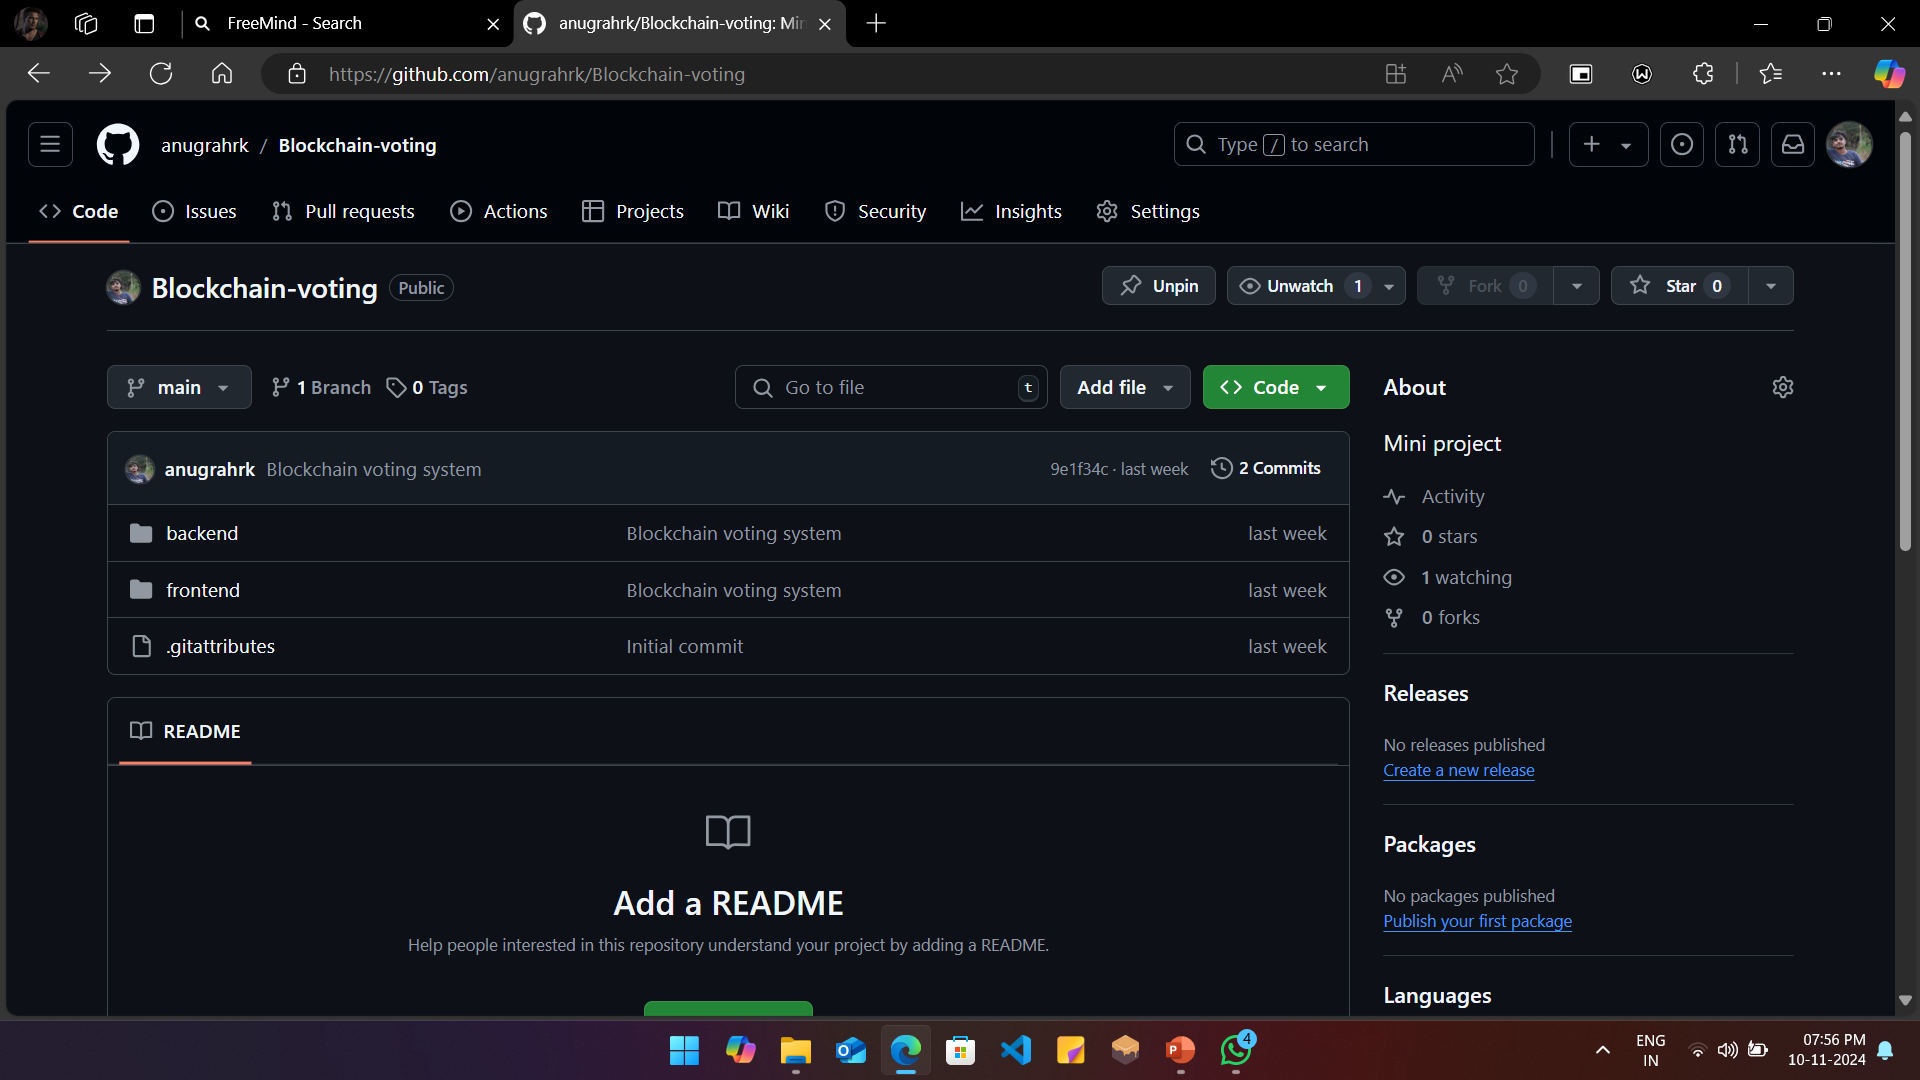 FreeMind - Search
anugrahrk/Blockchain-voting: Min
https://github.com/anugrahrk/Blockchain-voting
anugrahrk / Blockchain-voting
Type / to search
Code Issues Pull requests Actions Projects Wiki Security Insights Settings
Blockchain-voting Public
Unpin Unwatch 1 Fork 0 Star 0
main 1 Branch 0 Tags Go to file t Add file Code
About
Mini project
anugrahrk Blockchain voting system 9e1f34c · last week 2 Commits
backend Blockchain voting system last week
frontend Blockchain voting system last week
.gitattributes Initial commit last week
Activity
0 stars
1 watching
0 forks
Releases
No releases published
Create a new release
README
Add a README
Help people interested in this repository understand your project by adding a README.
Packages
No packages published
Publish your first package
Languages
4
ENG
IN
07:56 PM
10-11-2024